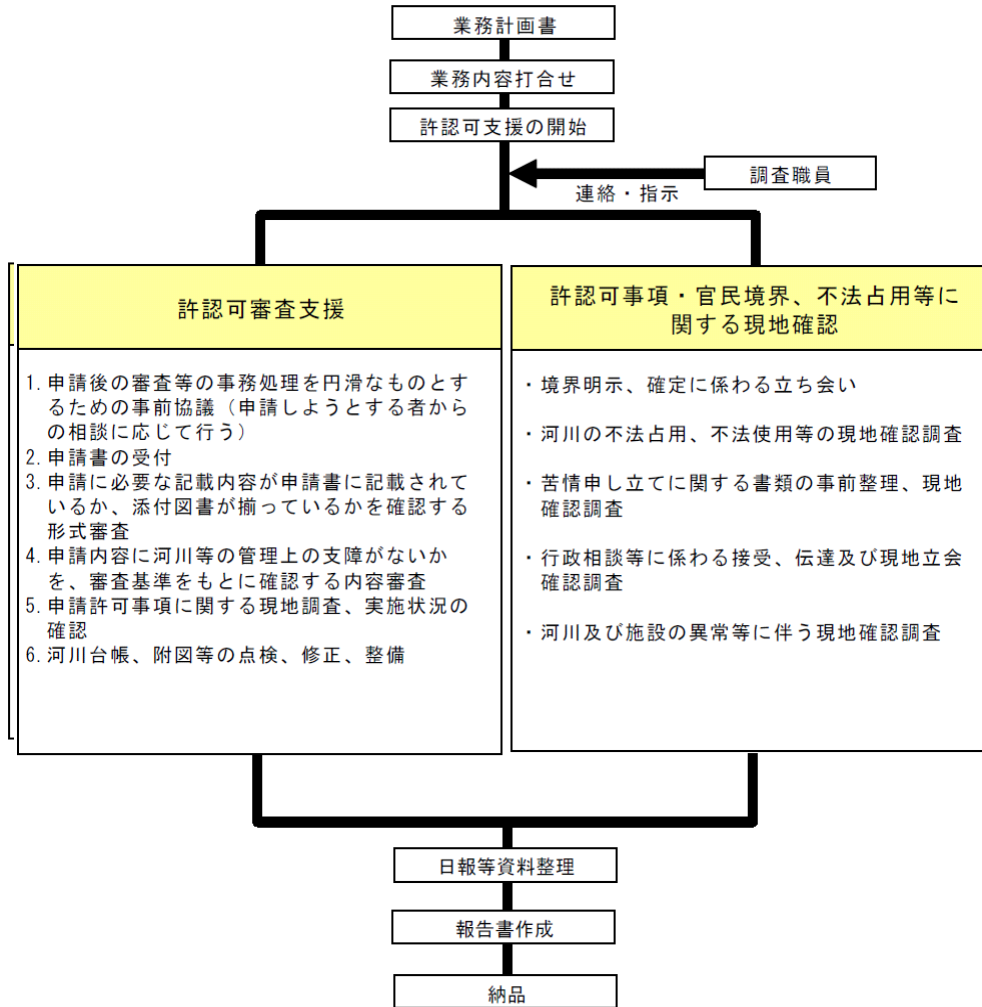 業務計画書
業務内容打合せ
許認可支援の開始
調査職員
連絡・指示
許認可審査支援
1. 申請後の審査等の事務処理を円滑なものとす
るための事前協議（申請しようとする者から
の相談に応じて行う）
2. 申請書の受付
3. 申請に必要な記載内容が申請書に記載されて
いるか、添付図書が揃っているかを確認する
形式審査
4. 申請内容に河川等の管理上の支障がないか
を、審査基準をもとに確認する内容審査
5. 申請許可事項に関する現地調査、実施状況の
確認
6. 河川台帳、附図等の点検、修正、整備
許認可事項・官民境界、不法占用等に
関する現地確認
・境界明示、確定に係わる立ち会い
・河川の不法占用、不法使用等の現地確認調査
・苦情申し立てに関する書類の事前整理、現地
確認調査
・行政相談等に係わる接受、伝達及び現地立会
確認調査
・河川及び施設の異常等に伴う現地確認調査
日報等資料整理
報告書作成
納品